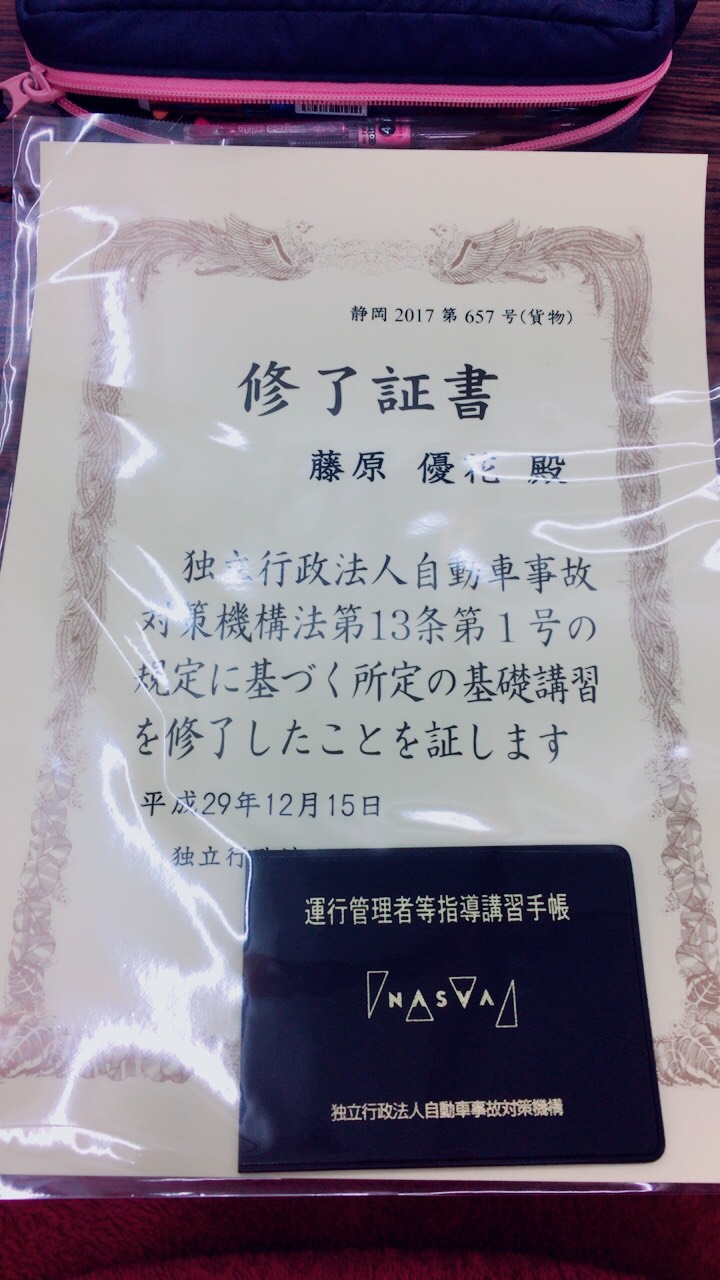 静岡 2017 第 657 号(貨物)
修了証書
藤原 優花 殿
独立行政法人自動車事故
対策機構法第13条第1号の
規定に基づく所定の基礎講習
を修了したことを証します
平成29年12月15日
独立行政法
運行管理者等指導講習手帳
NASVA
独立行政法人自動車事故対策機構